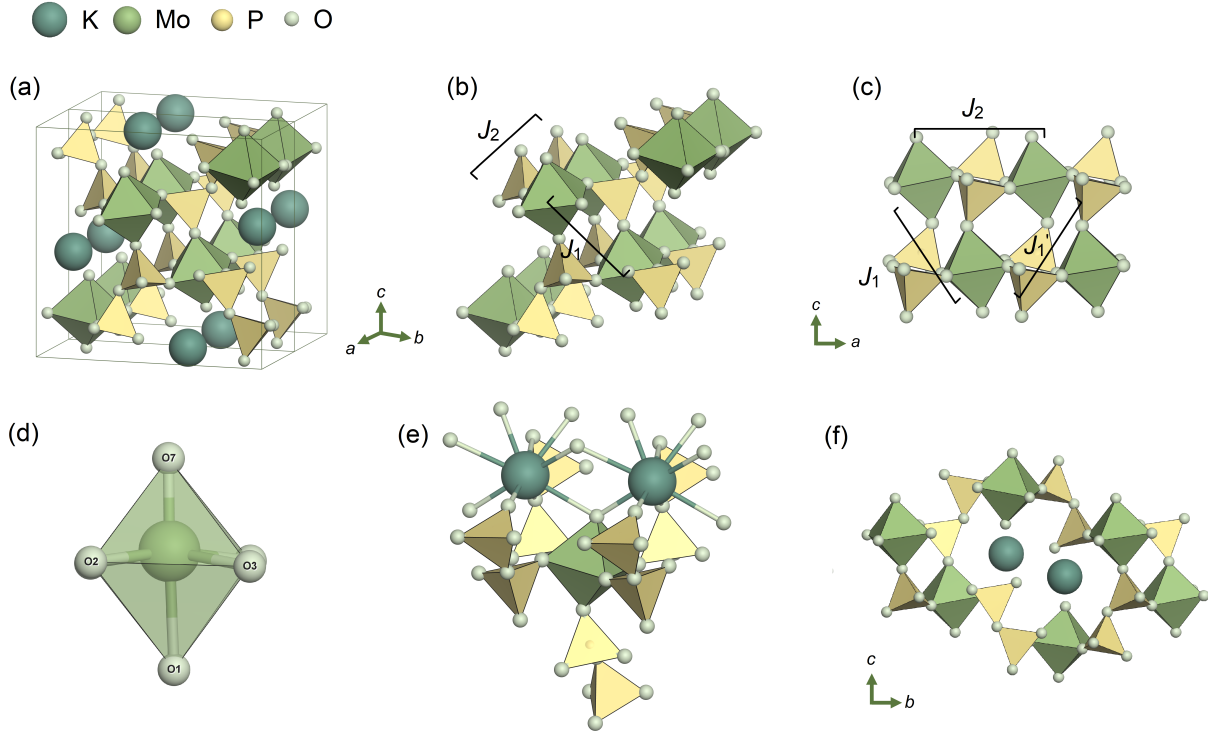 K Mo P O
(a) (b) (c)
J2 J2
J1 J1 J1'
c
a b
c
a
(d) (e) (f)
O7
O2 O3
O1
c
b